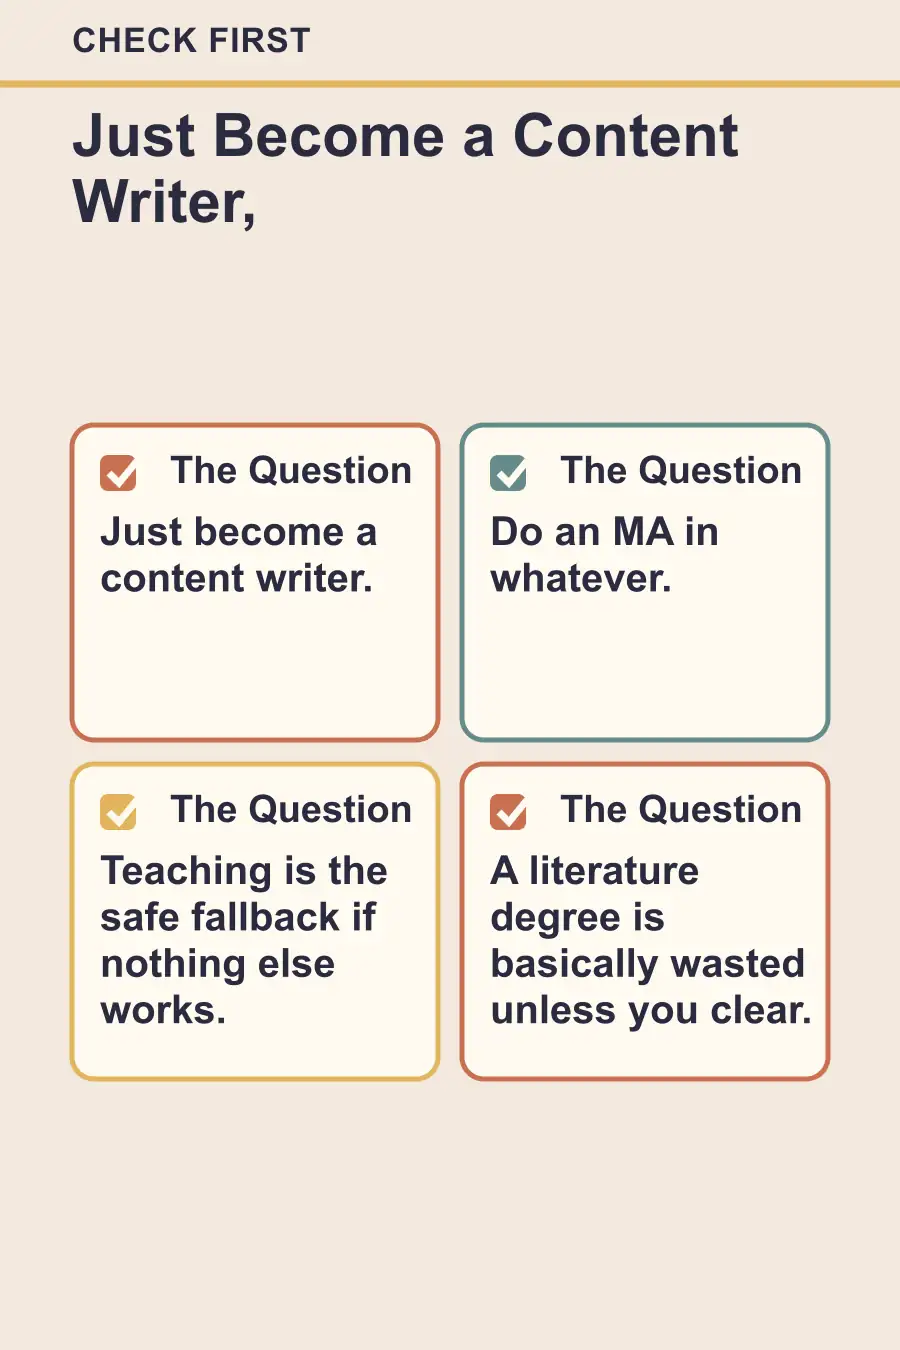 CHECK FIRST
Just Become a Content
Writer,
The Question
Just become a
content writer.
The Question
Do an MA in
whatever.
The Question
Teaching is the
safe fallback if
nothing else
works.
The Question
A literature
degree is
basically wasted
unless you clear.